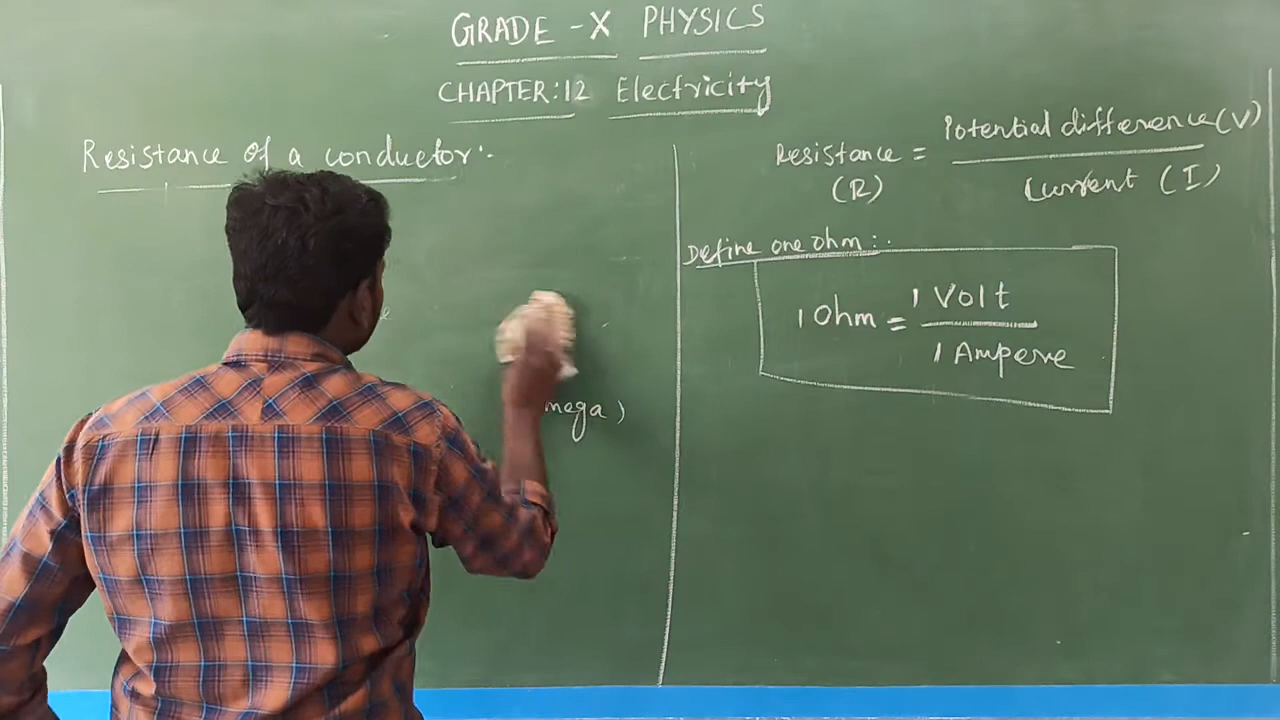 GRADE - X PHYSICS
CHAPTER: 12 Electricity
Resistance of a conductor:-
Resistance = Potential difference (V)
(R) Current (I)
Define one ohm:-
1 Ohm = 1 Volt
1 Ampere